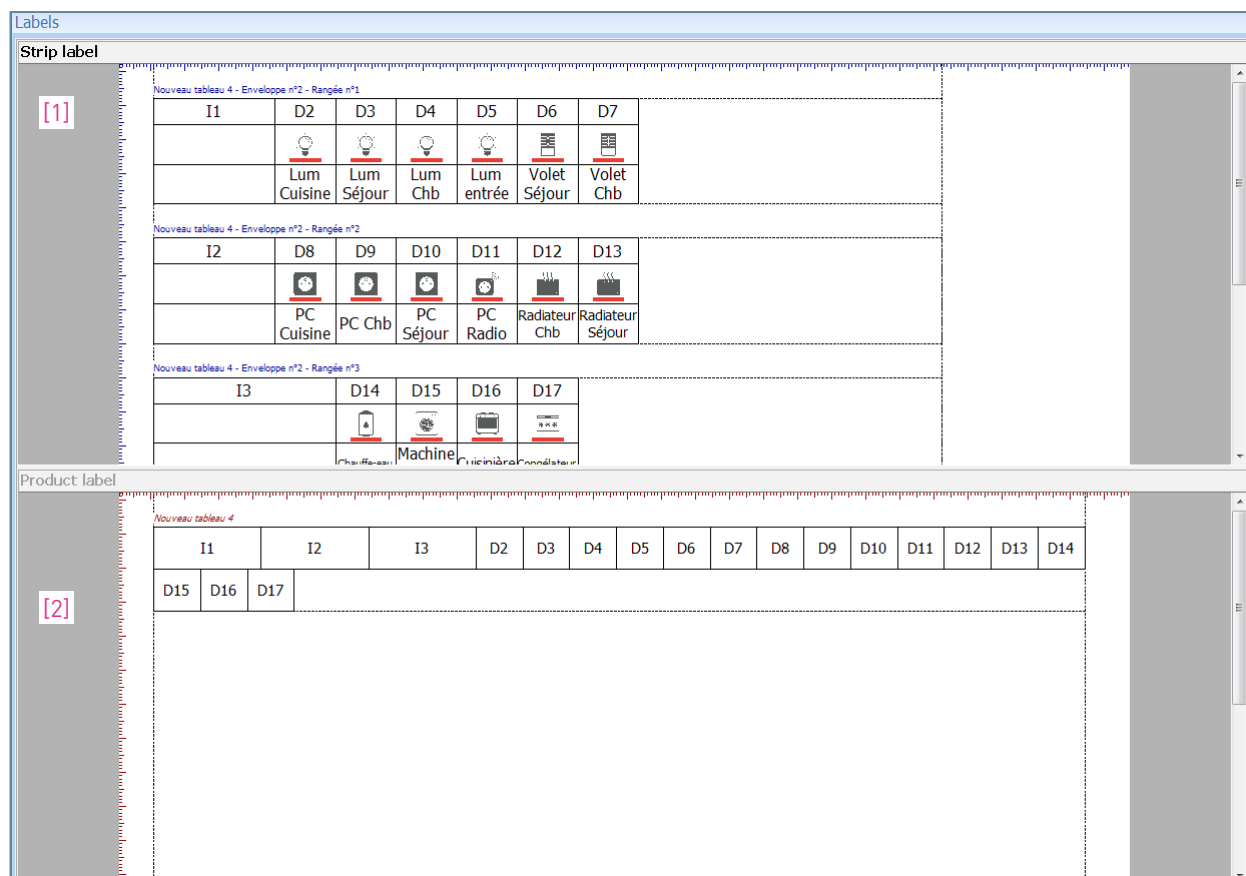 Labels
Strip label
[1]
Nouveau tableau 4 - Enveloppe n°2 - Rangée n°1
I1 D2 D3 D4 D5 D6 D7
Lum Lum Lum Lum Volet Volet
Cuisine Séjour Chb entrée Séjour Chb
Nouveau tableau 4 - Enveloppe n°2 - Rangée n°2
I2 D8 D9 D10 D11 D12 D13
PC PC Chb PC PC Radiateur Radiateur
Cuisine Séjour Radio Chb Séjour
Nouveau tableau 4 - Enveloppe n°2 - Rangée n°3
I3 D14 D15 D16 D17
Chauffe-eau Machine Cuisinière Congélateur
Product label
Nouveau tableau 4
I1 I2 I3 D2 D3 D4 D5 D6 D7 D8 D9 D10 D11 D12 D13 D14
D15 D16 D17
[2]